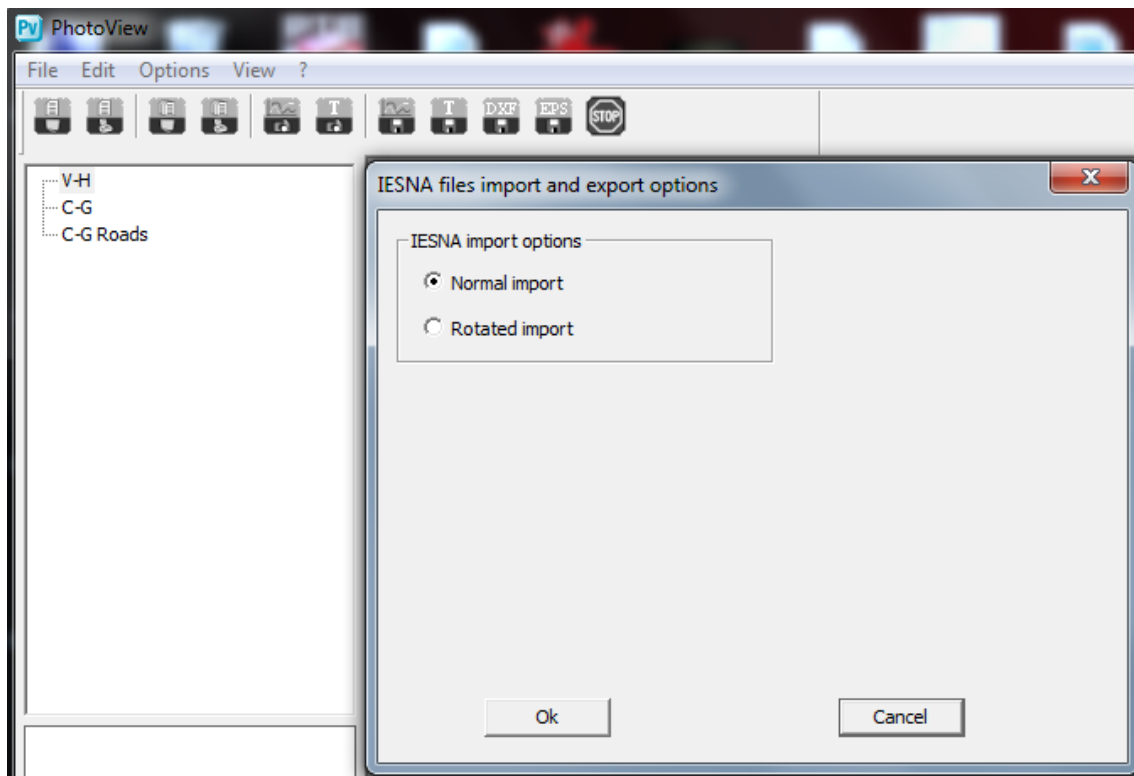 Pv PhotoView
File Edit Options View ?
T T DXF EPS STOP
V-H
C-G
C-G Roads
IESNA files import and export options
X
IESNA import options
Normal import
Rotated import
Ok Cancel